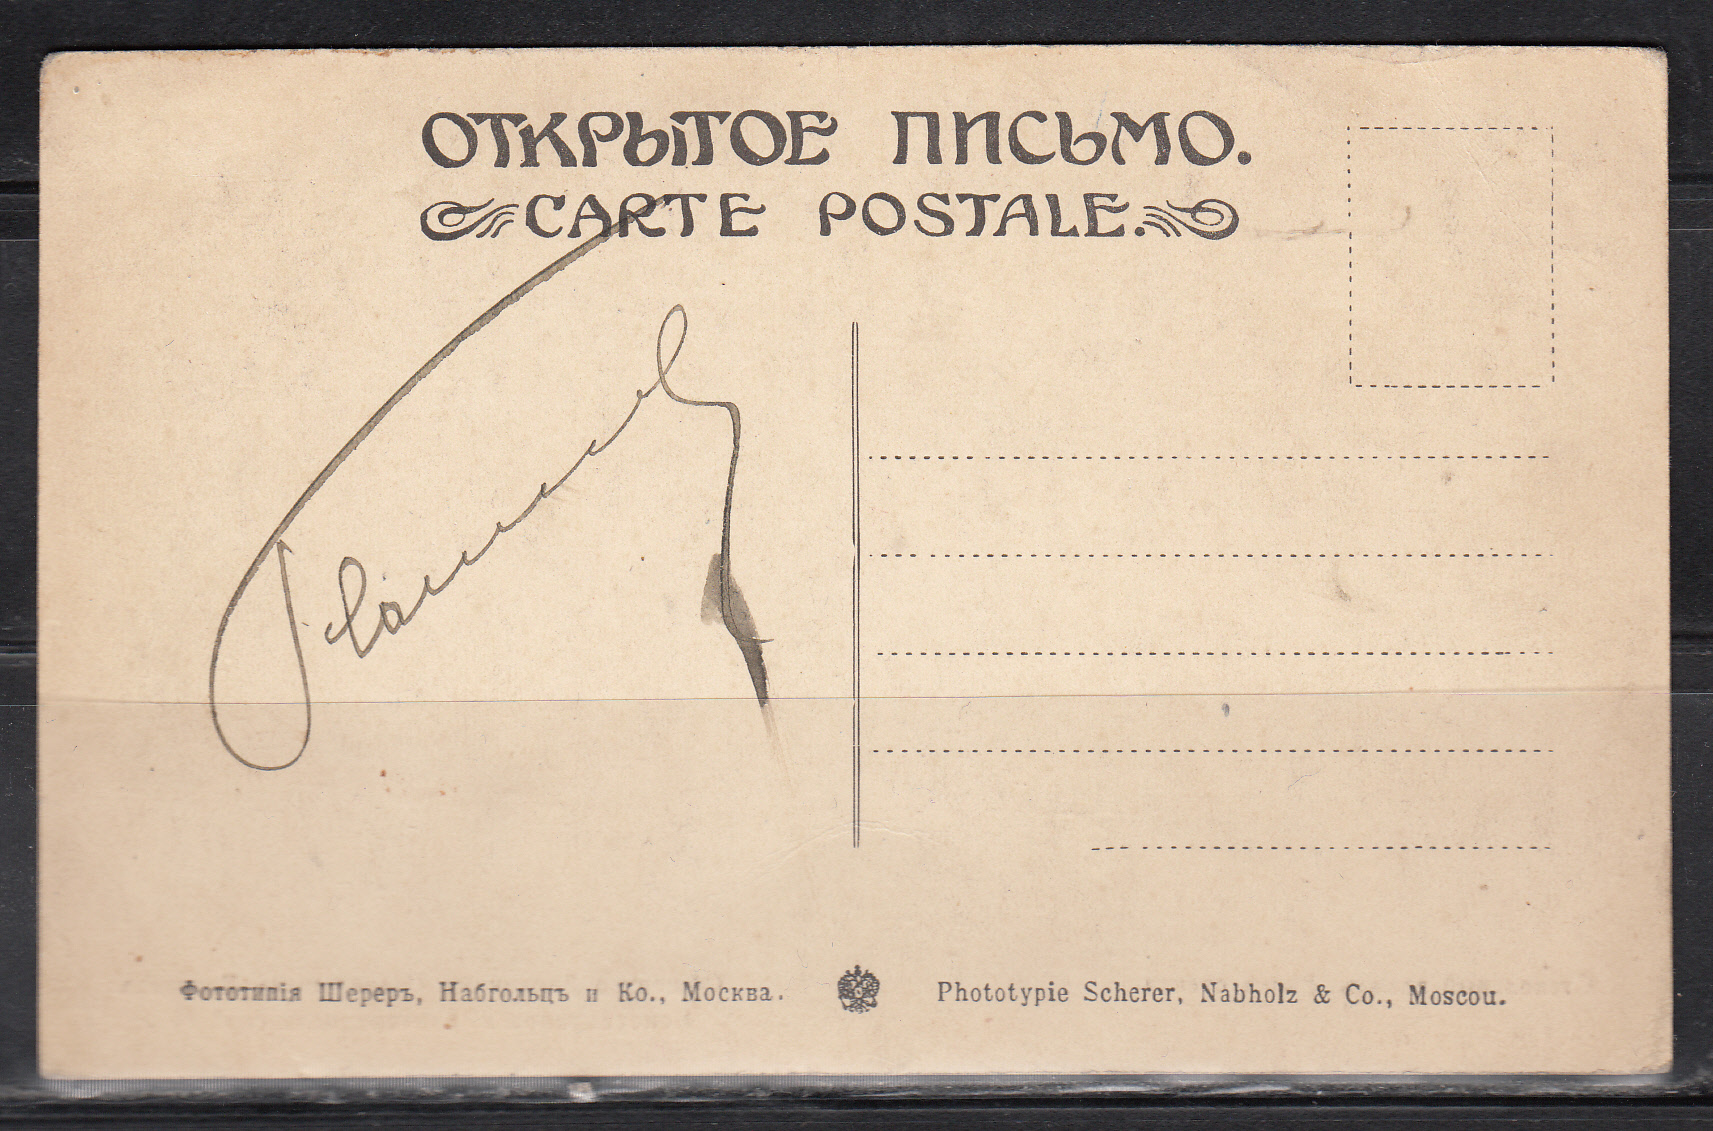 ОТКРЫТОЕ ПИСЬМО.
CARTE POSTALE.
Фототипія Шереръ, Набгольцъ и Ко., Москва.
Phototypie Scherer, Nabholz & Co., Moscou.